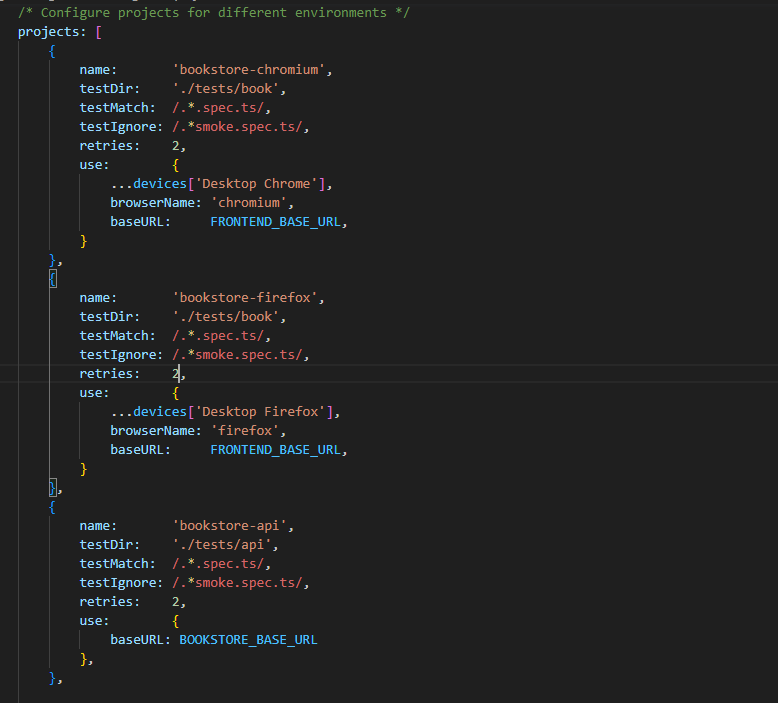 /* Configure projects for different environments */
projects: [
    {
        name:       'bookstore-chromium',
        testDir:    './tests/book',
        testMatch:  /.*.spec.ts/,
        testIgnore: /.*smoke.spec.ts/,
        retries:    2,
        use:        {
            ...devices['Desktop Chrome'],
            browserName: 'chromium',
            baseURL:     FRONTEND_BASE_URL,
        }
    },
    {
        name:       'bookstore-firefox',
        testDir:    './tests/book',
        testMatch:  /.*.spec.ts/,
        testIgnore: /.*smoke.spec.ts/,
        retries:    2,
        use:        {
            ...devices['Desktop Firefox'],
            browserName: 'firefox',
            baseURL:     FRONTEND_BASE_URL,
        }
    },
    {
        name:       'bookstore-api',
        testDir:    './tests/api',
        testMatch:  /.*.spec.ts/,
        testIgnore: /.*smoke.spec.ts/,
        retries:    2,
        use:        {
            baseURL: BOOKSTORE_BASE_URL
        },
    },